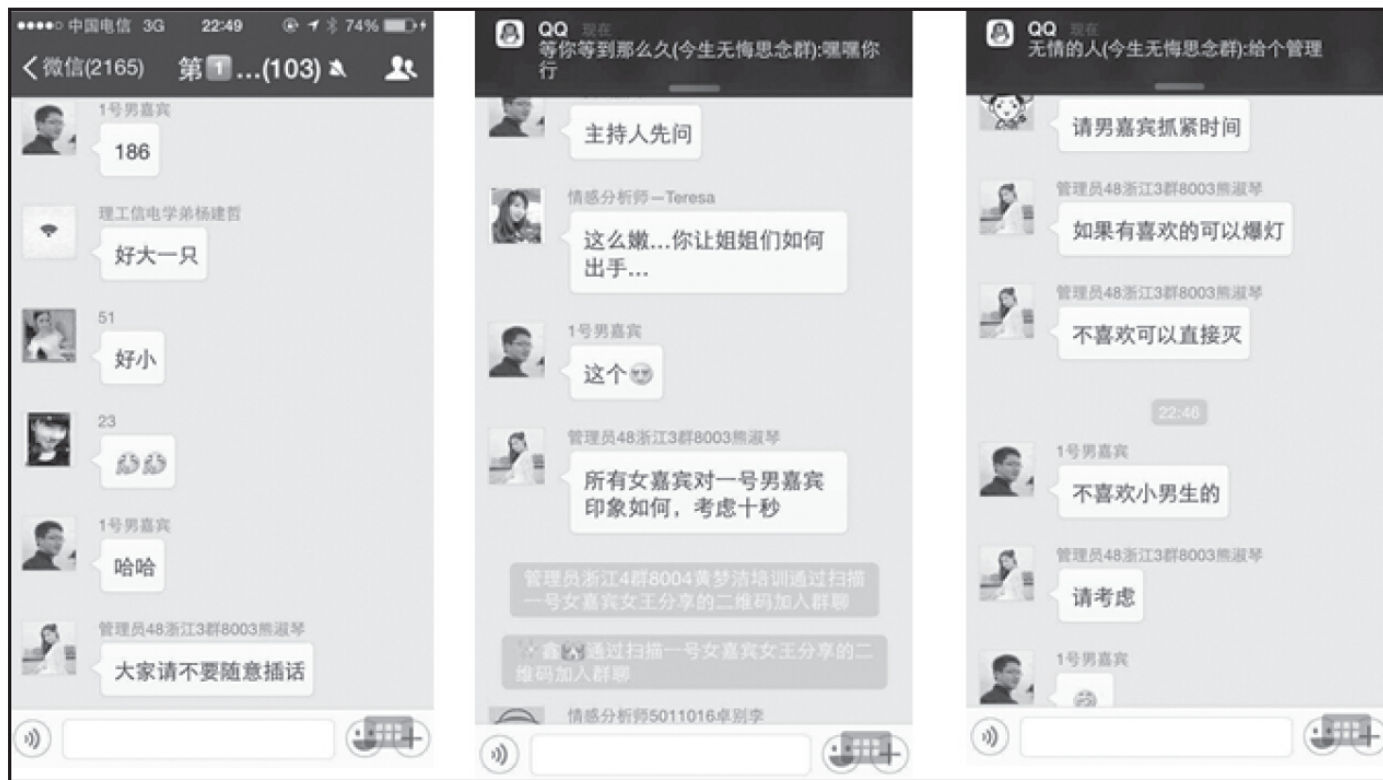 中国电信 3G 22:49 74%
微信(2165) 第1...(103)
1号男嘉宾
186
理工信电学弟杨建哲
好大一只
51
好小
23
1号男嘉宾
哈哈
管理员48浙江3群8003熊淑琴
大家请不要随意插话
QQ 现在
等你等到那么久(今生无悔思念群):嘿嘿你
行
主持人先问
情感分析师—Teresa
这么嫩...你让姐姐们如何
出手...
1号男嘉宾
这个
管理员48浙江3群8003熊淑琴
所有女嘉宾对一号男嘉宾
印象如何，考虑十秒
管理员浙江4群8004黄梦洁培训通过扫描
一号女嘉宾女王分享的二维码加入群聊
鑫通过扫描一号女嘉宾女王分享的二
维码加入群聊
情感分析师5011016卓别李
QQ 现在
无情的人(今生无悔思念群):给个管理
请男嘉宾抓紧时间
管理员48浙江3群8003熊淑琴
如果有喜欢的可以爆灯
管理员48浙江3群8003熊淑琴
不喜欢可以直接灭
22:46
1号男嘉宾
不喜欢小男生的
管理员48浙江3群8003熊淑琴
请考虑
1号男嘉宾